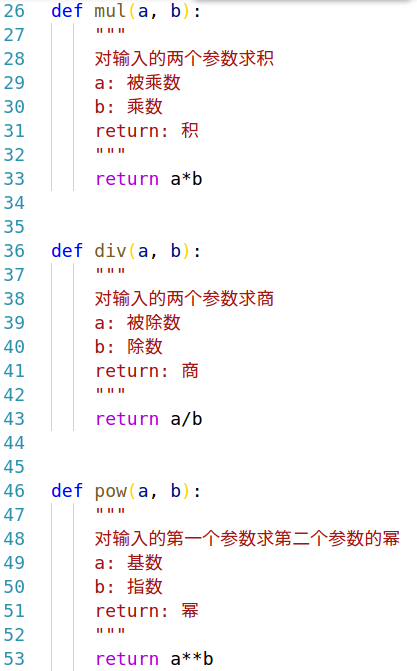 26 def mul(a, b):
27     """
28     对输入的两个参数求积
29     a: 被乘数
30     b: 乘数
31     return: 积
32     """
33     return a*b
34
35
36 def div(a, b):
37     """
38     对输入的两个参数求商
39     a: 被除数
40     b: 除数
41     return: 商
42     """
43     return a/b
44
45
46 def pow(a, b):
47     """
48     对输入的第一个参数求第二个参数的幂
49     a: 基数
50     b: 指数
51     return: 幂
52     """
53     return a**b